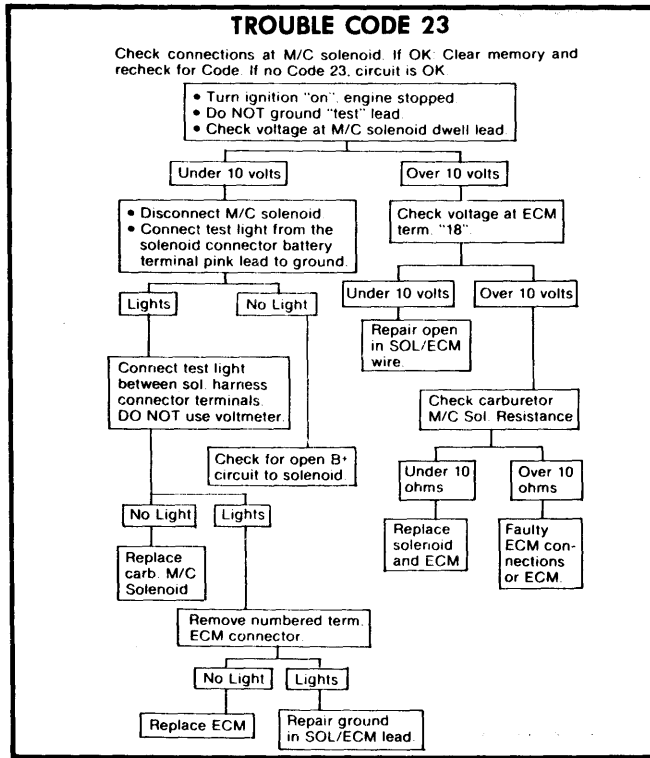 TROUBLE CODE 23
Check connections at M/C solenoid. If OK: Clear memory and
recheck for Code. If no Code 23, circuit is OK
• Turn ignition "on", engine stopped.
• Do NOT ground "test" lead.
• Check voltage at M/C solenoid dwell lead.
Under 10 volts
Over 10 volts
• Disconnect M/C solenoid.
• Connect test light from the
solenoid connector battery
terminal pink lead to ground.
Check voltage at ECM
term. "18".
Lights
No Light
Under 10 volts
Over 10 volts
Repair open
in SOL/ECM
wire.
Connect test light
between sol. harness
connector terminals.
DO NOT use voltmeter.
Check carburetor
M/C Sol. Resistance
Check for open B+
circuit to solenoid.
Under 10
ohms
Over 10
ohms
No Light
Lights
Replace
solenoid
and ECM
Faulty
ECM con-
nections
or ECM.
Replace
carb. M/C
Solenoid
Remove numbered term.
ECM connector.
No Light
Lights
Replace ECM
Repair ground
in SOL/ECM lead.